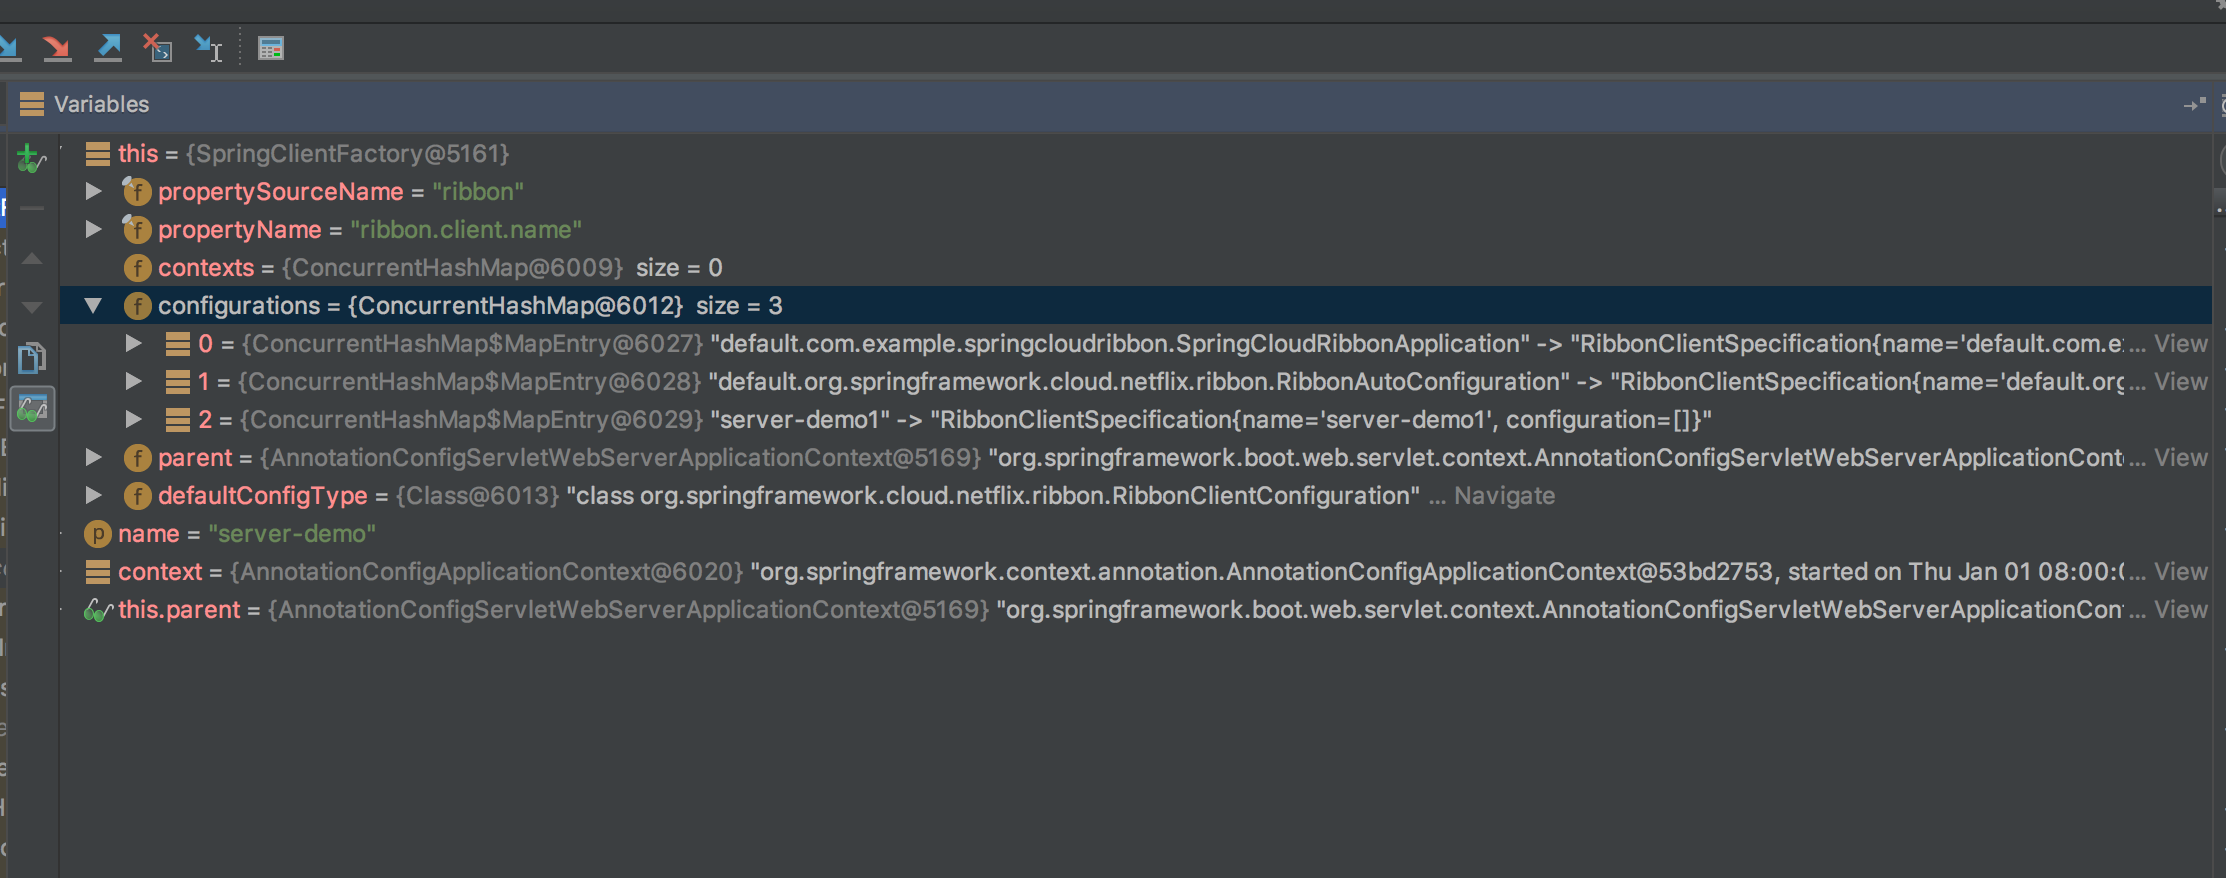 Variables
this = {SpringClientFactory@5161}
propertySourceName = "ribbon"
propertyName = "ribbon.client.name"
contexts = {ConcurrentHashMap@6009} size = 0
configurations = {ConcurrentHashMap@6012} size = 3
0 = {ConcurrentHashMap$MapEntry@6027} "default.com.example.springcloudribbon.SpringCloudRibbonApplication" -> "RibbonClientSpecification{name='default.com.e… View
1 = {ConcurrentHashMap$MapEntry@6028} "default.org.springframework.cloud.netflix.ribbon.RibbonAutoConfiguration" -> "RibbonClientSpecification{name='default.org… View
2 = {ConcurrentHashMap$MapEntry@6029} "server-demo1" -> "RibbonClientSpecification{name='server-demo1', configuration=[]}"
parent = {AnnotationConfigServletWebServerApplicationContext@5169} "org.springframework.boot.web.servlet.context.AnnotationConfigServletWebServerApplicationCont… View
defaultConfigType = {Class@6013} "class org.springframework.cloud.netflix.ribbon.RibbonClientConfiguration" … Navigate
name = "server-demo"
context = {AnnotationConfigApplicationContext@6020} "org.springframework.context.annotation.AnnotationConfigApplicationContext@53bd2753, started on Thu Jan 01 08:00:… View
this.parent = {AnnotationConfigServletWebServerApplicationContext@5169} "org.springframework.boot.web.servlet.context.AnnotationConfigServletWebServerApplicationCon… View